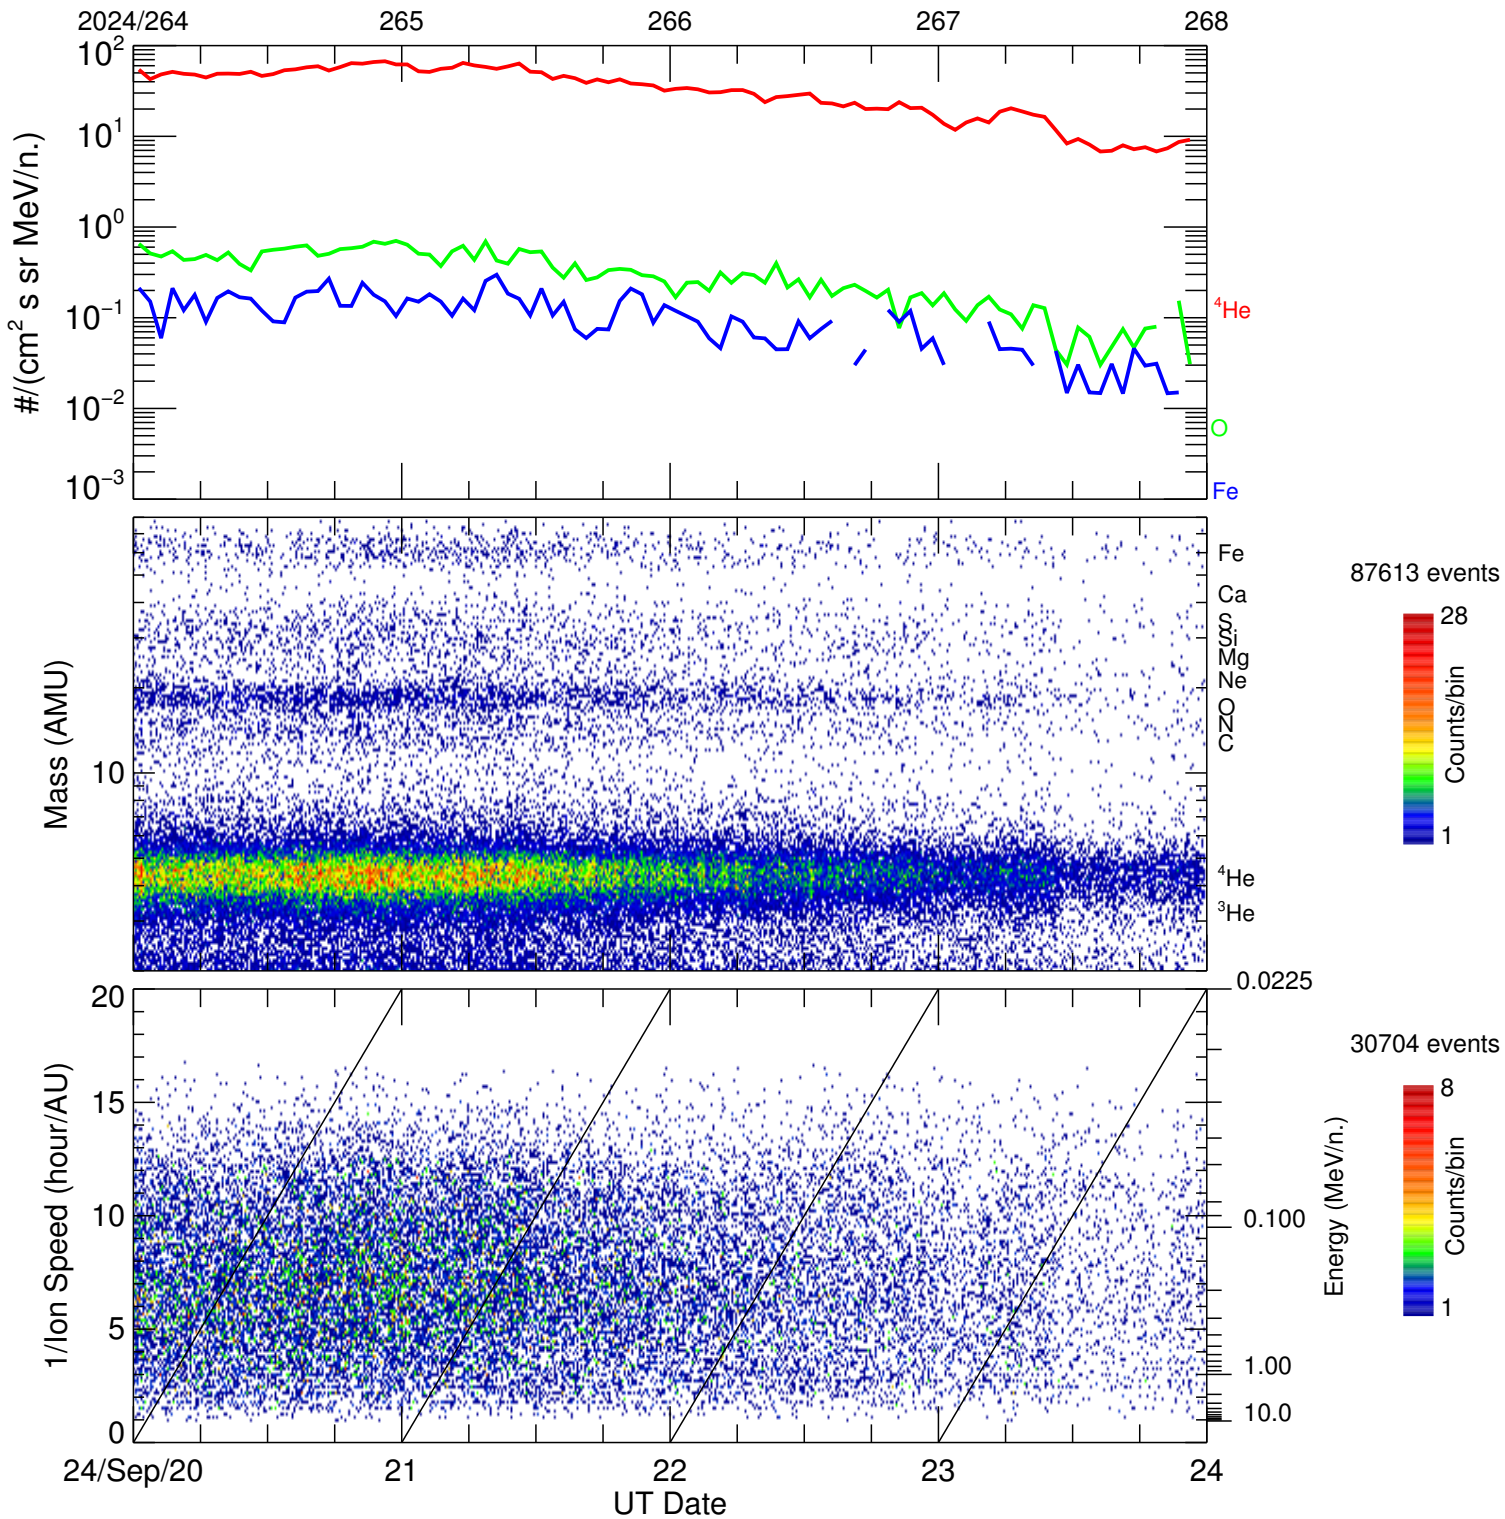 2024/264 265 266 267 268
10²
10¹
10⁰
10⁻¹
10⁻²
10⁻³
#/(cm² s sr MeV/n.)
⁴He
O
Fe
Mass (AMU)
10
Fe
Ca
S
Si
Mg
Ne
O
N
C
⁴He
³He
87613 events
28
Counts/bin
1
1/Ion Speed (hour/AU)
20
15
10
5
0
0.0225
0.100
1.00
10.0
Energy (MeV/n.)
30704 events
8
Counts/bin
1
24/Sep/20 21 22 23 24
UT Date